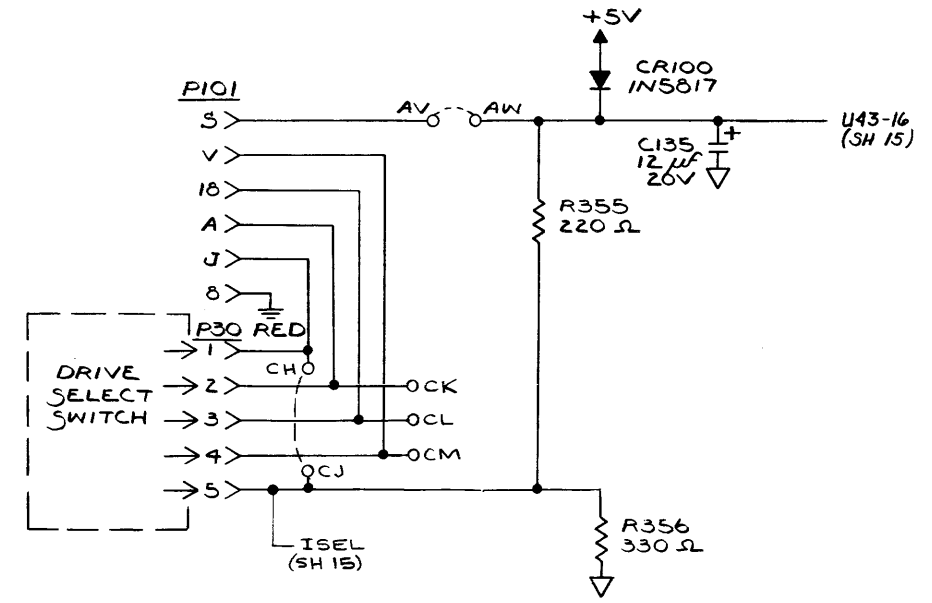 +5V
CR100
1N5817
P101
S
AV
AW
U43-16
(SH 15)
V
C135
12 µf
20V
18
R355
220 Ω
A
J
8
P30 RED
1
CH
DRIVE
SELECT
SWITCH
2
CK
3
CL
4
CM
CJ
5
ISEL
(SH 15)
R356
330 Ω
+